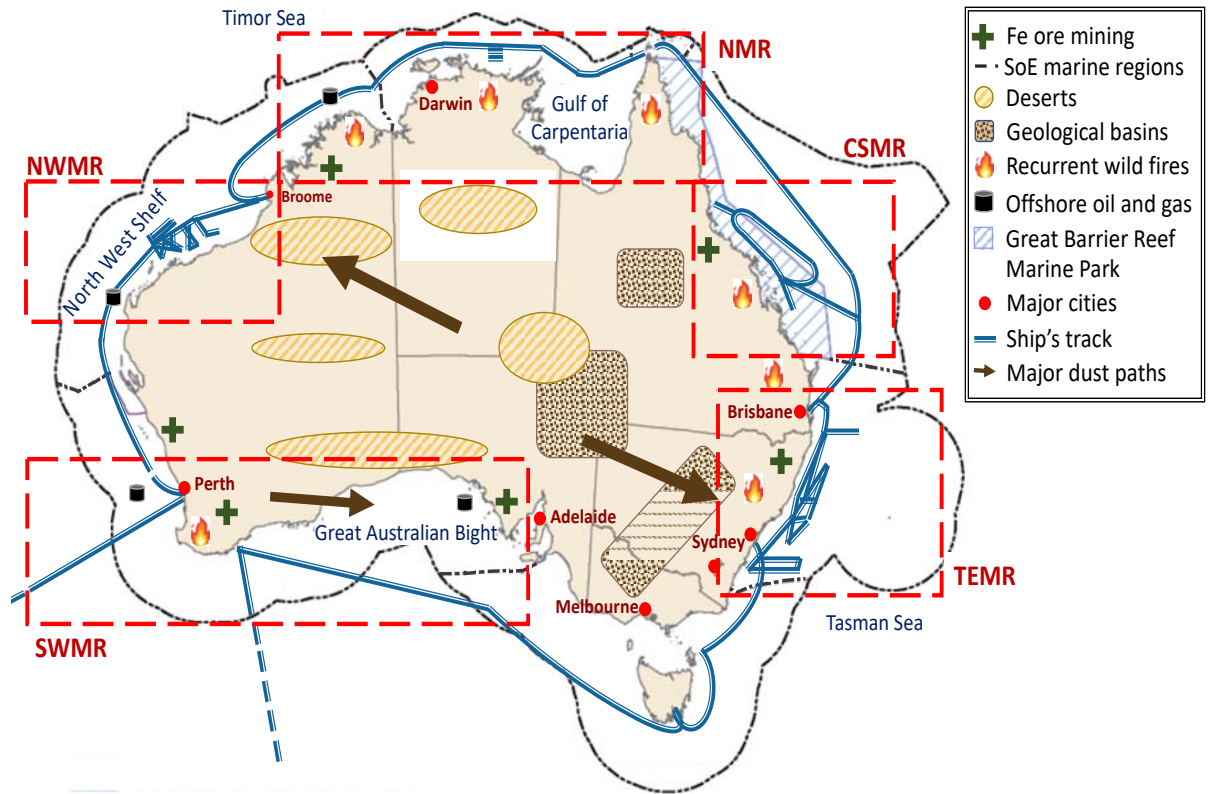 Timor Sea
NMR
Darwin
Gulf of
Carpentaria
CSMR
NWMR
Broome
North West Shelf
Brisbane
Perth
Adelaide
Great Australian Bight
Sydney
TEMR
Melbourne
Tasman Sea
SWMR
Fe ore mining
SoE marine regions
Deserts
Geological basins
Recurrent wild fires
Offshore oil and gas
Great Barrier Reef
Marine Park
Major cities
Ship's track
Major dust paths